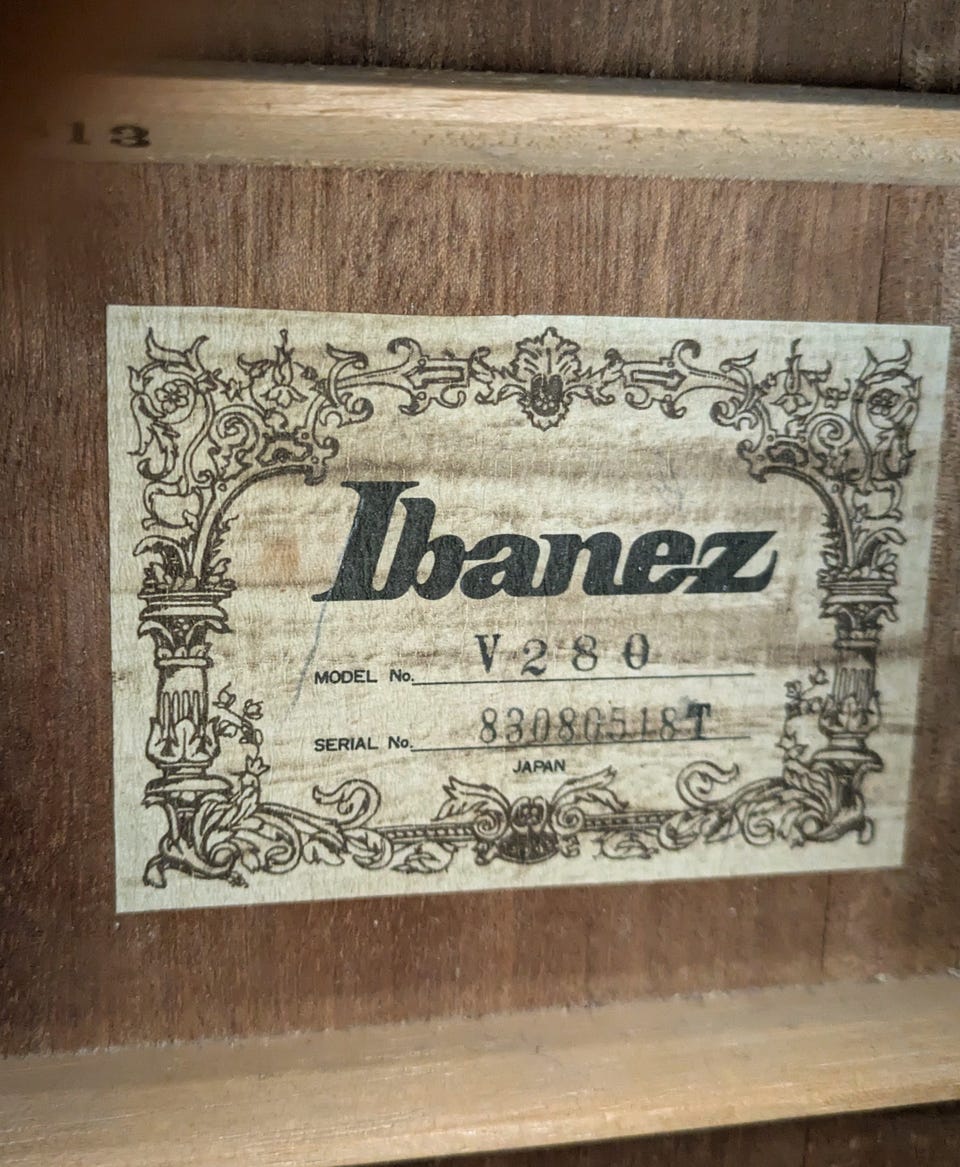 13
Ibanez
MODEL No. V280
SERIAL No. 83080518T
JAPAN